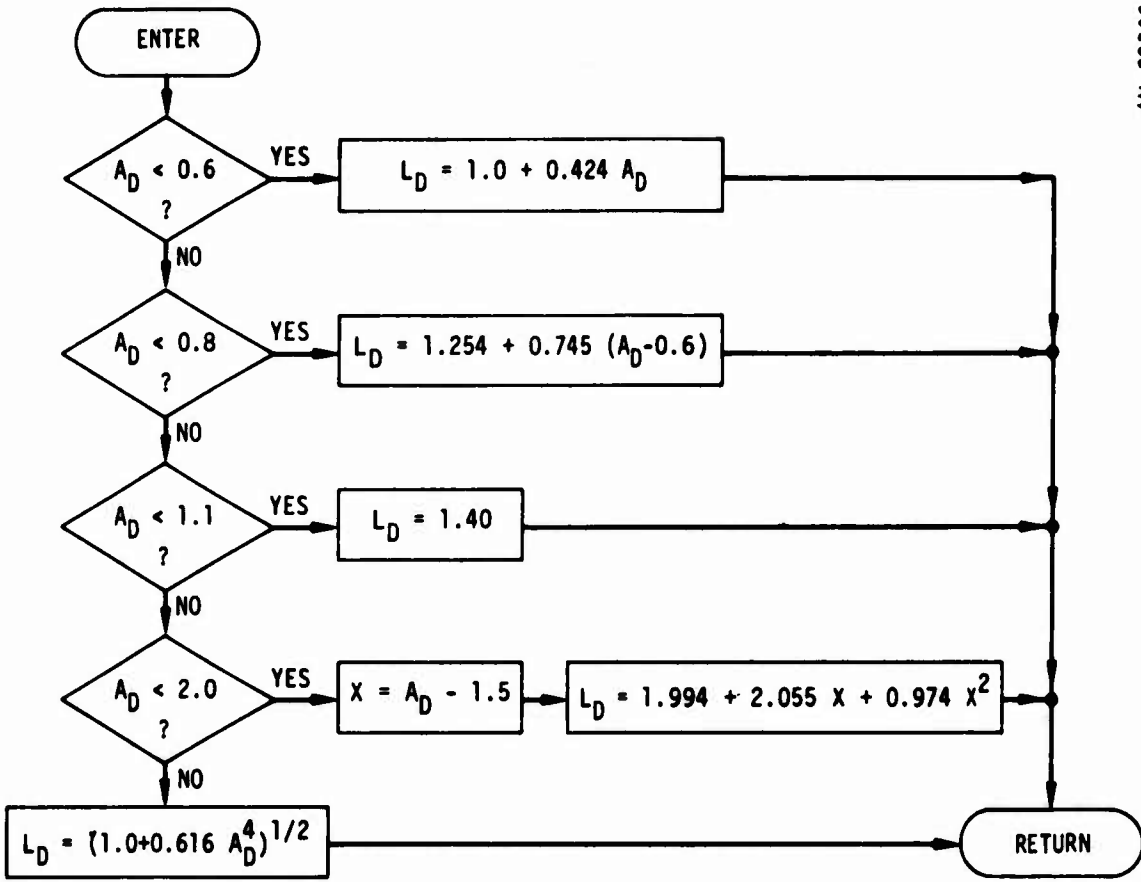 ENTER
A_D < 0.6
?
YES
L_D = 1.0 + 0.424 A_D
NO
A_D < 0.8
?
YES
L_D = 1.254 + 0.745 (A_D-0.6)
NO
A_D < 1.1
?
YES
L_D = 1.40
NO
A_D < 2.0
?
YES
X = A_D - 1.5
L_D = 1.994 + 2.055 X + 0.974 X^2
NO
L_D = (1.0+0.616 A_D^4)^1/2
RETURN